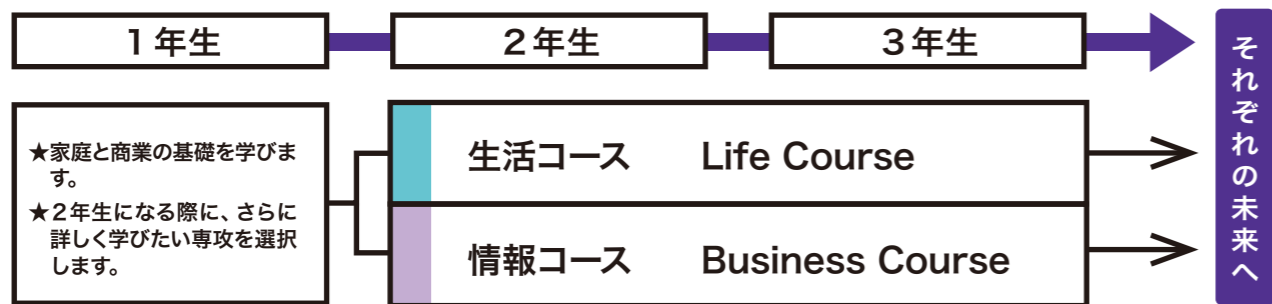 1年生
2年生
3年生
★家庭と商業の基礎を学びま
す。
★2年生になる際に、さらに
詳しく学びたい専攻を選択
します。
生活コース Life Course
情報コース Business Course
それぞれの未来へ